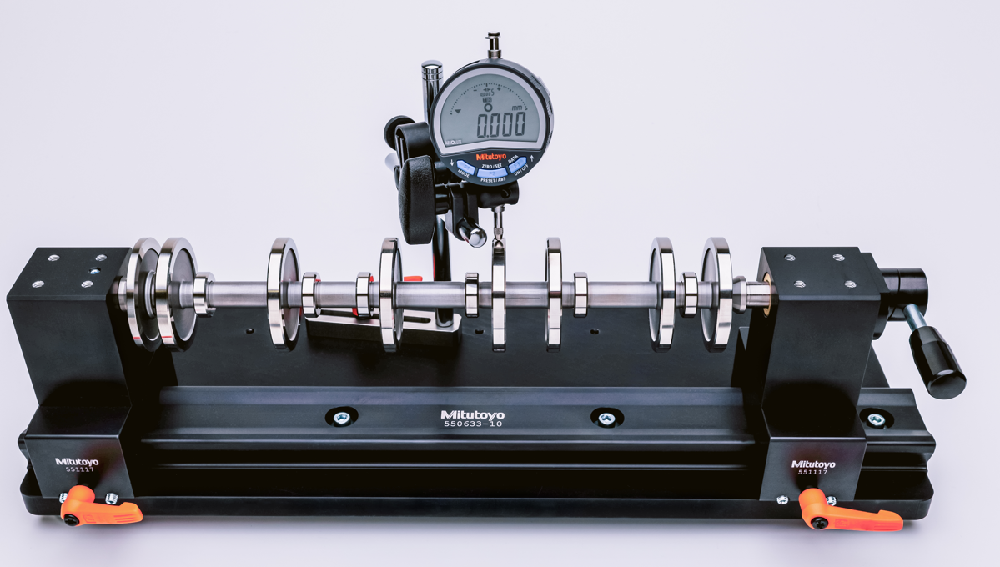 mm
0.000
Mitutoyo
ZERO/SET
DATA
MODE
PRESET/ABS
ON/OFF
Mitutoyo
550633-10
Mitutoyo
551117
Mitutoyo
551117